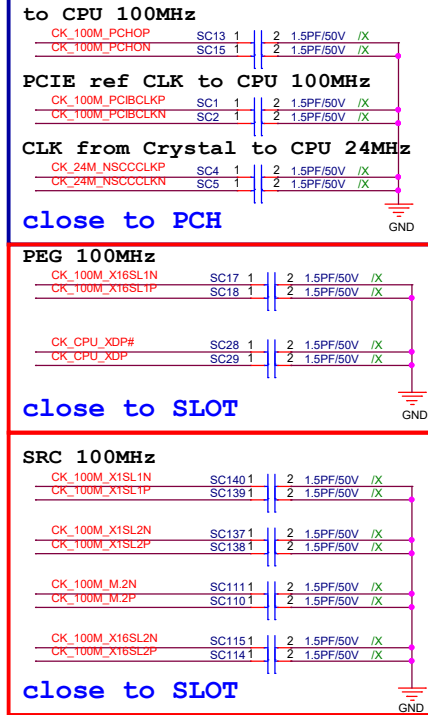 to CPU 100MHz
CK_100M_PCHOP SC13 1 2 1.5PF/50V /X
CK_100M_PCHON SC15 1 2 1.5PF/50V /X
PCIE ref CLK to CPU 100MHz
CK_100M_PCIBCLKP SC1 1 2 1.5PF/50V /X
CK_100M_PCIBCLKN SC2 1 2 1.5PF/50V /X
CLK from Crystal to CPU 24MHz
CK_24M_NSCCCLKP SC4 1 2 1.5PF/50V /X
CK_24M_NSCCCLKN SC5 1 2 1.5PF/50V /X
close to PCH
GND
PEG 100MHz
CK_100M_X16SL1N SC17 1 2 1.5PF/50V /X
CK_100M_X16SL1P SC18 1 2 1.5PF/50V /X
CK_CPU_XDP# SC28 1 2 1.5PF/50V /X
CK_CPU_XDP SC29 1 2 1.5PF/50V /X
close to SLOT
GND
SRC 100MHz
CK_100M_X1SL1N SC140 1 2 1.5PF/50V /X
CK_100M_X1SL1P SC139 1 2 1.5PF/50V /X
CK_100M_X1SL2N SC137 1 2 1.5PF/50V /X
CK_100M_X1SL2P SC138 1 2 1.5PF/50V /X
CK_100M_M.2N SC111 1 2 1.5PF/50V /X
CK_100M_M.2P SC110 1 2 1.5PF/50V /X
CK_100M_X16SL2N SC115 1 2 1.5PF/50V /X
CK_100M_X16SL2P SC114 1 2 1.5PF/50V /X
close to SLOT
GND